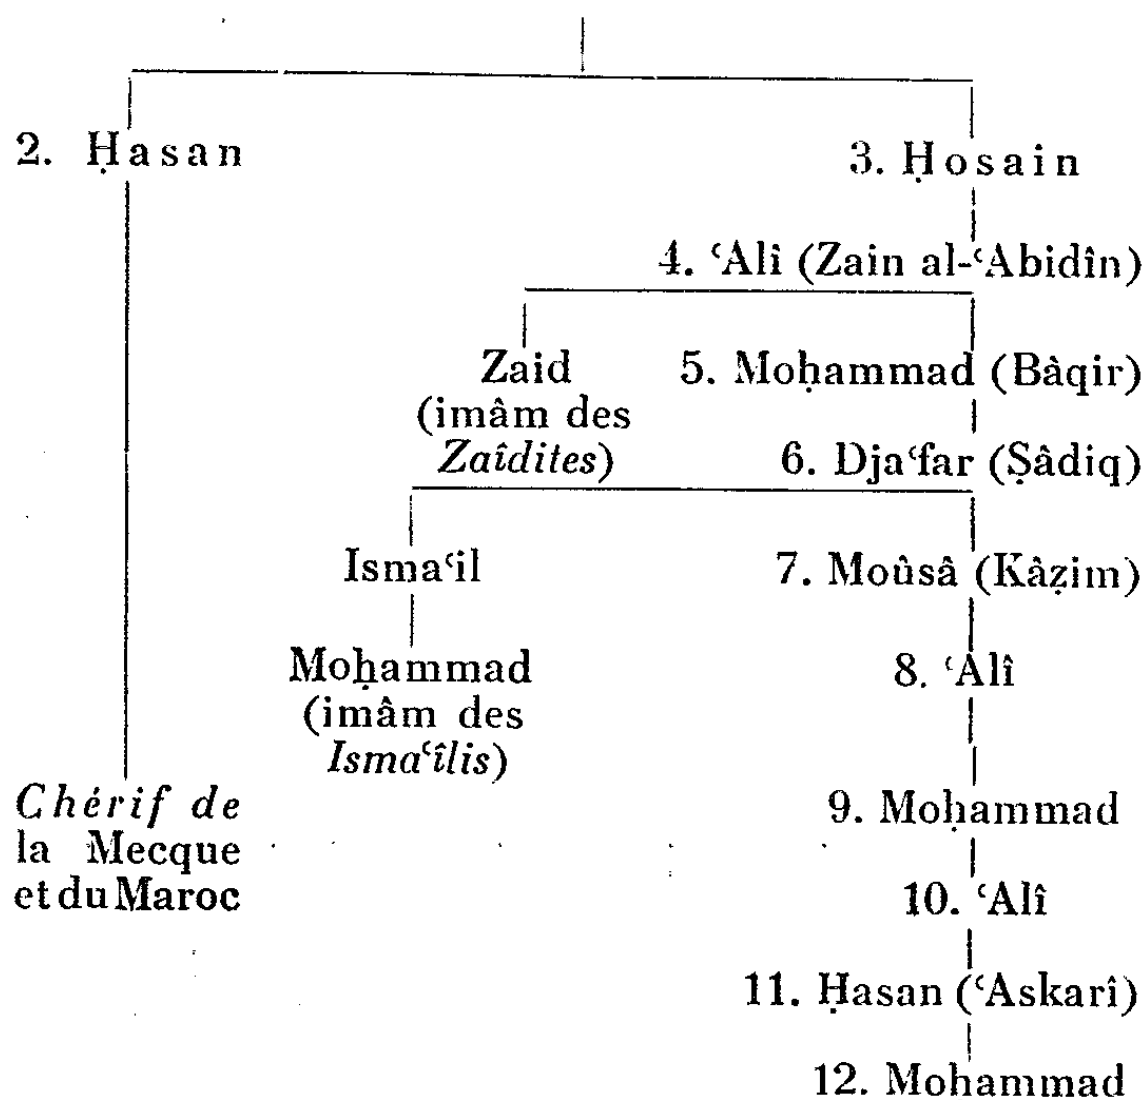 2. Ḥasan
3. Ḥosain
4. ʿAlî (Zain al-ʿAbidîn)
Zaid
(imâm des
Zaîdites)
5. Moḥammad (Bâqir)
6. Djaʿfar (Ṣâdiq)
Ismaʿil
7. Moûsâ (Kâẓim)
Moḥammad
(imâm des
Ismaʿîlis)
8. ʿAlî
Chérif de
la Mecque
et du Maroc
9. Moḥammad
10. ʿAlî
11. Ḥasan (ʿAskarî)
12. Mohammad